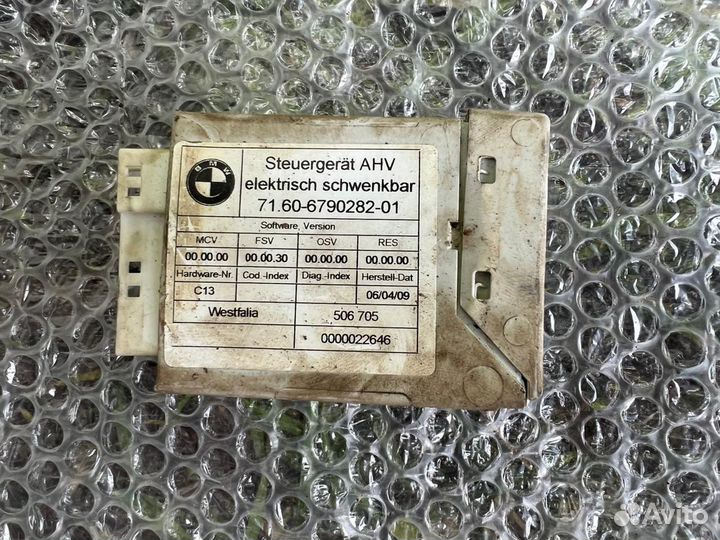 BMW
Steuergerät AHV
elektrisch schwenkbar
71.60-6790282-01
Software, Version
MCV FSV OSV RES
00.00.00 00.00.30 00.00.00 00.00.00
Hardware-Nr. Cod.-Index Diag.-Index Herstell-Dat
C13 06/04/09
Westfalia 506 705
0000022646
Avito